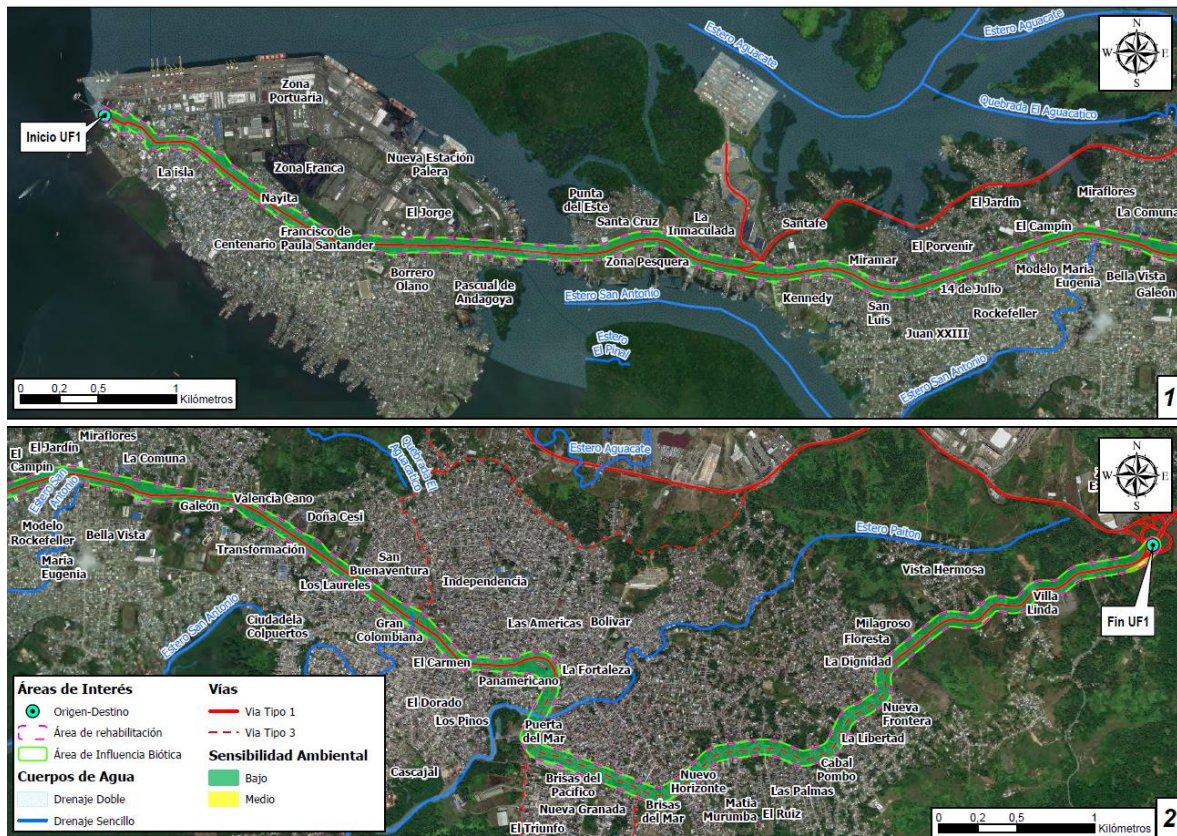 Estero Aguacate
Estero Aguacate
N
W
E
S
Zona
Portuaria
Quebrada El Aguacatico
Inicio UF1
La isla
Zona Franca
Nueva Estación
Palera
Nayita
Punta
del Este
Miraflores
El Jardín
La Comuna
El Jorge
Santa Cruz
La
Inmaculada
Santafe
El Campín
Centenario
Francisco de
Paula Santander
El Porvenir
Borrero
Olano
Zona Pesquera
Miramar
Modelo
Maria
Eugenia
Bella Vista
Pascual de
Andagoya
Galeón
Estero San Antonio
Kennedy
14 de Julio
San
Luis
Rockefeller
Juan XXIII
Estero
El Pinal
Estero San Antonio
0
0,2
0,5
1
Kilómetros
1
Miraflores
El Jardín
El
Campín
La Comuna
Quebrada El
Aguacatico
Estero Aguacate
N
W
E
S
Estero San
Antonio
Galeón
Valencia Cano
Doña Cesi
Modelo
Rockefeller
Bella Vista
Estero Paiton
Transformación
San
Buenaventura
Maria
Eugenia
Independencia
Los Laureles
Vista Hermosa
Villa
Linda
Fin UF1
Estero San Antonio
Ciudadela
Colpuertos
Gran
Colombiana
Las Americas
Bolivar
Milagroso
Floresta
El Carmen
La Fortaleza
La Dignidad
Panamericano
El Dorado
Los Pinos
Puerta
del Mar
Nueva
Frontera
La Libertad
Cascajal
Brisas del
Pacífico
Nuevo
Horizonte
Cabal
Pombo
Las Palmas
Nueva Granada
Brisas
del Mar
Matia
Murumba
El Ruiz
El Triunfo
Áreas de Interés
Origen-Destino
Área de rehabilitación
Área de Influencia Biótica
Cuerpos de Agua
Drenaje Doble
Drenaje Sencillo
Vías
Via Tipo 1
Via Tipo 3
Sensibilidad Ambiental
Bajo
Medio
0
0,2
0,5
1
Kilómetros
2